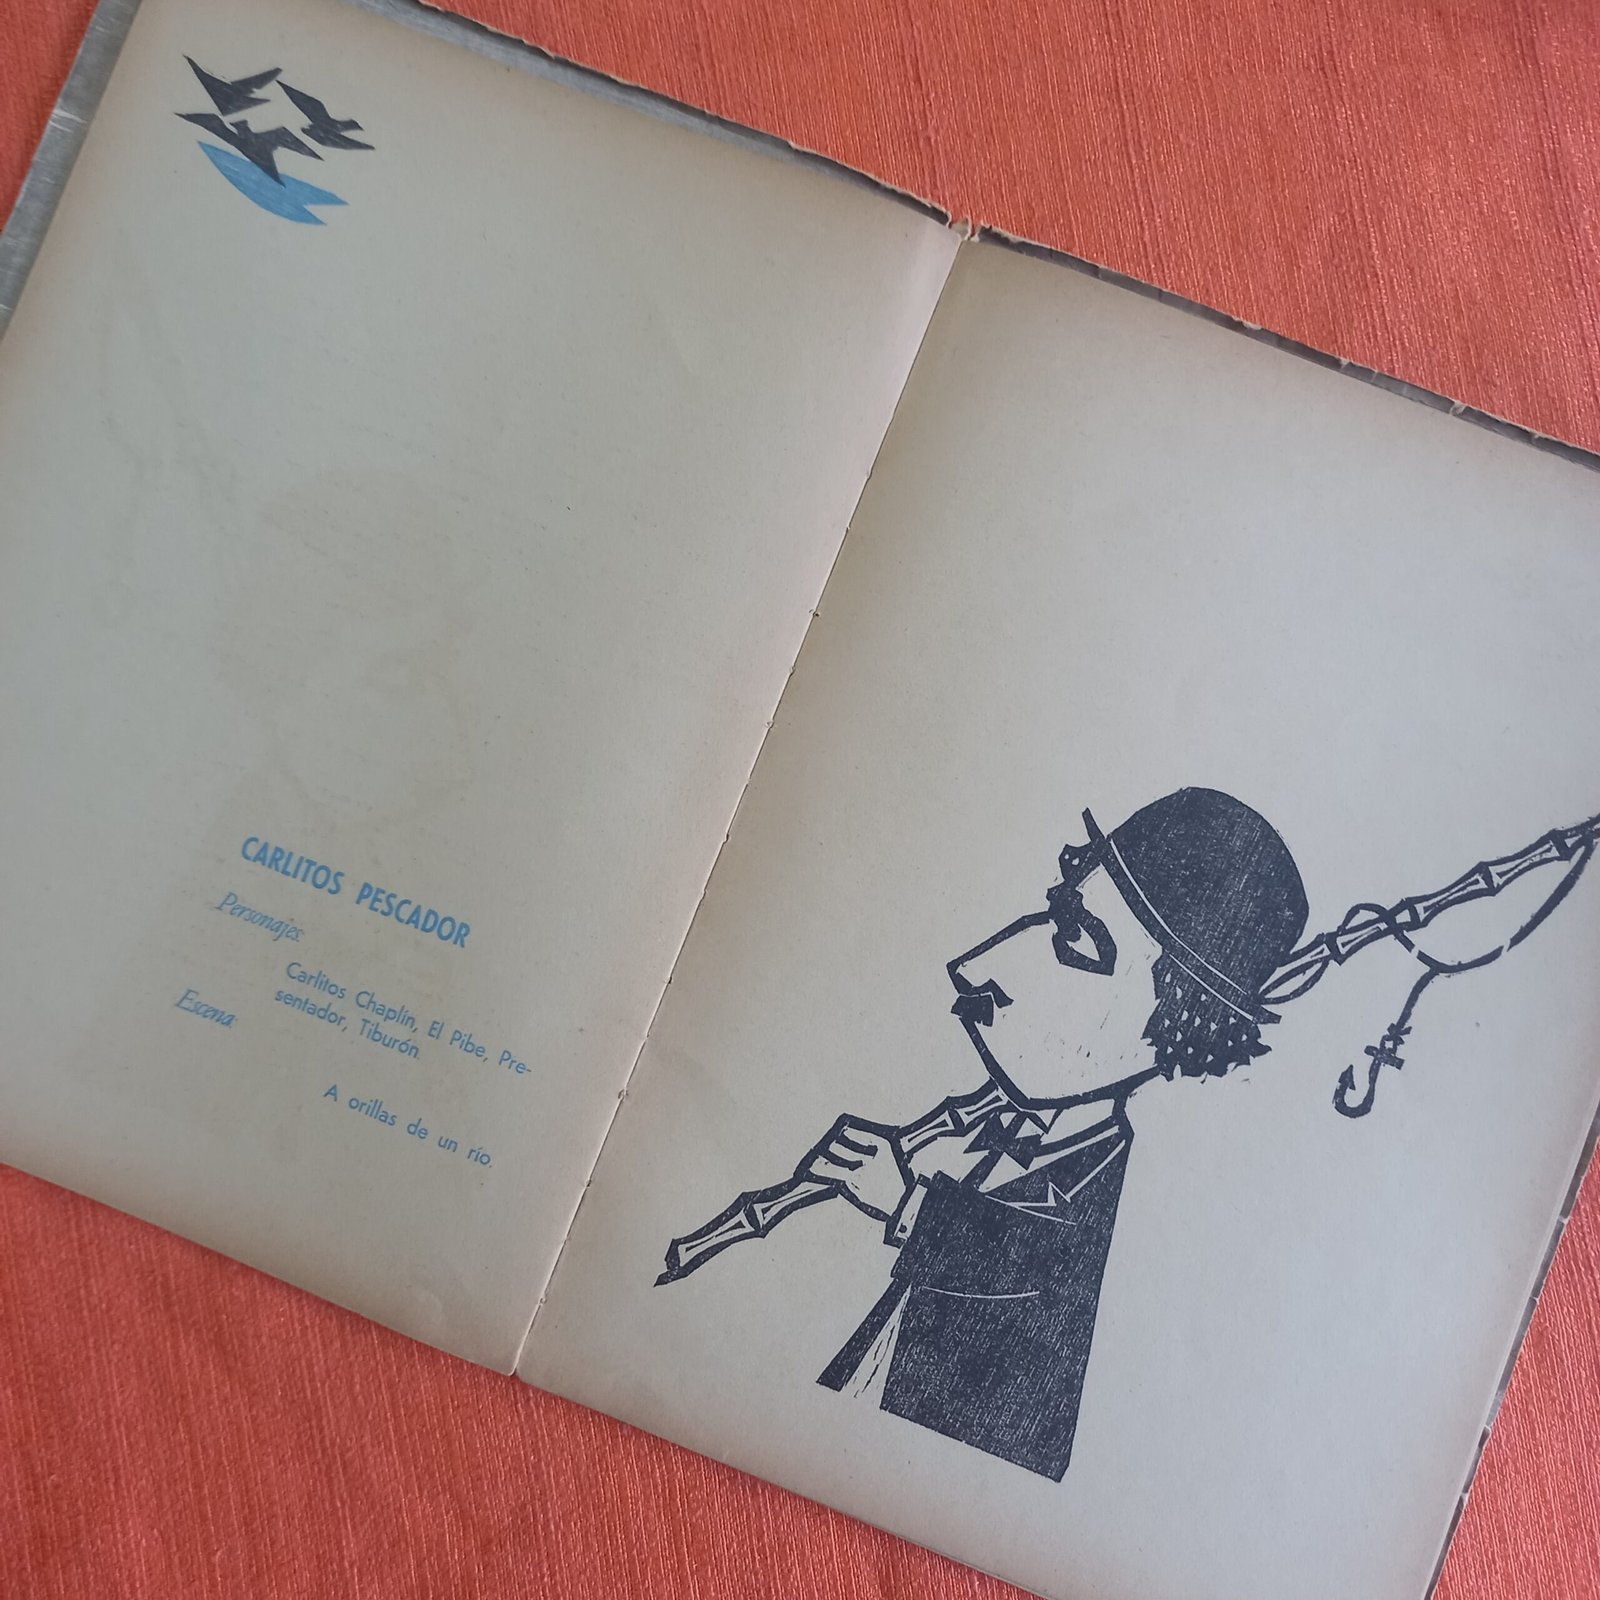 CARLITOS PESCADOR
Personajes:
Carlitos Chaplín, El Pibe, Pre-
sentador, Tiburón.
Escena:
A orillas de un río.